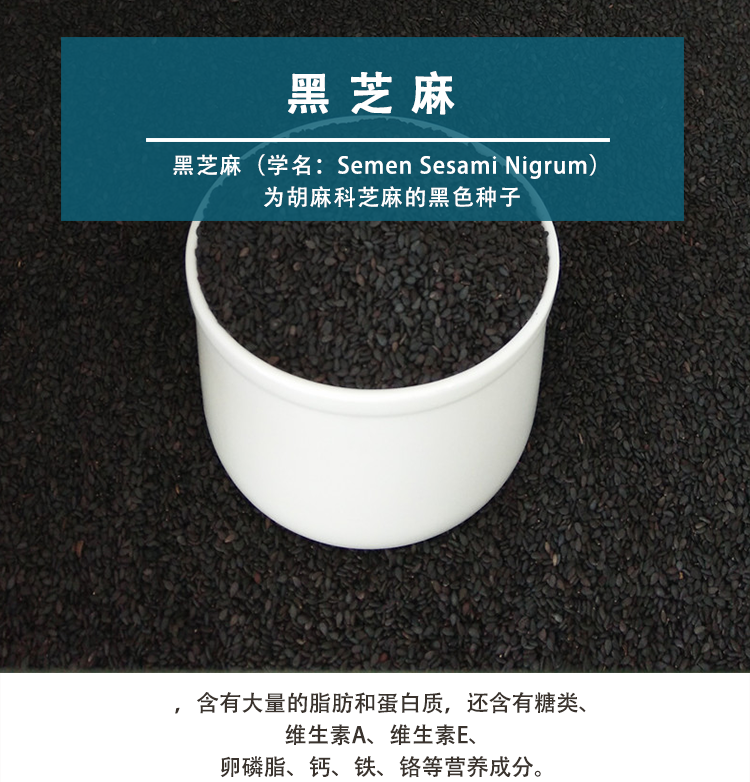 黑芝麻
黑芝麻（学名：Semen Sesami Nigrum）
为胡麻科芝麻的黑色种子
，含有大量的脂肪和蛋白质，还含有糖类、
维生素A、维生素E、
卵磷脂、钙、铁、铬等营养成分。